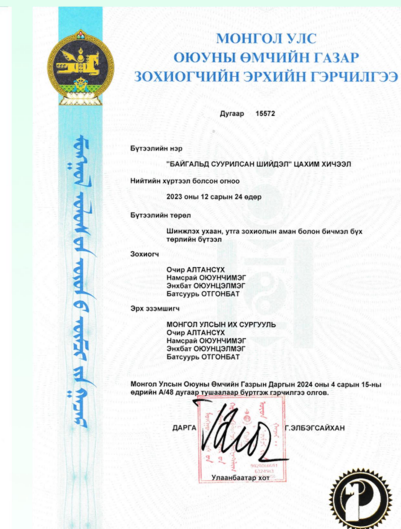 МОНГОЛ УЛС
ОЮУНЫ ӨМЧИЙН ГАЗАР
ЗОХИОГЧИЙН ЭРХИЙН ГЭРЧИЛГЭЭ
Дугаар 15572
Бүтээлийн нэр
"БАЙГАЛЬД СУУРИЛСАН ШИЙДЭЛ" ЦАХИМ ХИЧЭЭЛ
Нийтийн хүртээл болсон огноо
2023 оны 12 сарын 24 өдөр
Бүтээлийн төрөл
Шинжлэх ухаан, утга зохиолын аман болон бичмэл бүх
төрлийн бүтээл
Зохиогч
Очир АЛТАНСҮХ
Намсрай ОЮУНЧИМЭГ
Энхбат ОЮУНЦЭЛМЭГ
Батсуурь ОТГОНБАТ
Эрх эзэмшигч
МОНГОЛ УЛСЫН ИХ СУРГУУЛЬ
Очир АЛТАНСҮХ
Намсрай ОЮУНЧИМЭГ
Энхбат ОЮУНЦЭЛМЭГ
Батсуурь ОТГОНБАТ
Монгол Улсын Оюуны Өмчийн Газрын Даргын 2024 оны 4 сарын 15-ны
өдрийн А/48 дугаар тушаалаар бүртгэж гэрчилгээ олгов.
ДАРГА Г.ЭЛБЭГСАЙХАН
Улаанбаатар хот